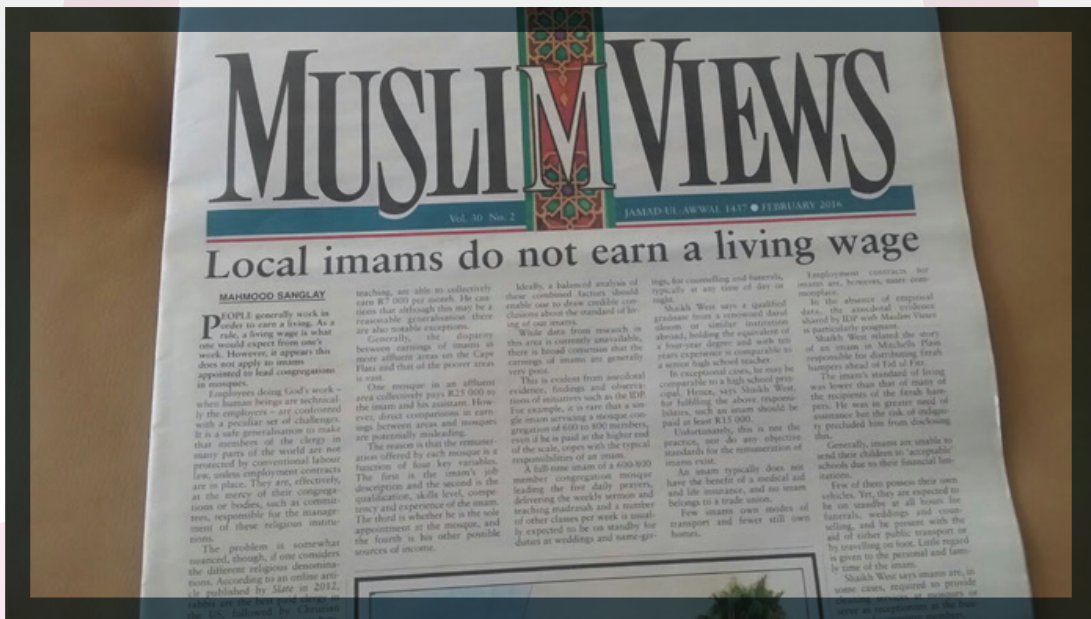 MUSLIM VIEWS
Vol. 30 No. 2
JAMAD-UL-AWWAL 1437 ● FEBRUARY 2016
Local imams do not earn a living wage
MAHMOOD SANGLAY
PEOPLE generally work in
order to earn a living. As a
rule, a living wage is what
one would expect from one's
work. However, it appears this
does not apply to imams
appointed to lead congregations
in mosques.
Employees doing God's work –
when human beings are technical-
ly the employers – are confronted
with a peculiar set of challenges.
It is a safe generalisation to make
that members of the clergy in
many parts of the world are not
protected by conventional labour
law, unless employment contracts
are in place. They are, effectively,
at the mercy of their congrega-
tions or bodies, such as commit-
tees, responsible for the manage-
ment of these religious institu-
tions.
The problem is somewhat
nuanced, though, if one considers
the different religious denomina-
tions. According to an online arti-
cle published by Slate in 2012,
rabbis are the best paid clergy in
the US, followed by Christian
teaching, are able to collectively
earn R7 000 per month. He cau-
tions that although this may be a
reasonable generalisation there
are also notable exceptions.
Generally, the disparity
between earnings of imams in
more affluent areas on the Cape
Flats and that of the poorer areas
is vast.
One mosque in an affluent
area collectively pays R25 000 to
the imam and his assistant. How-
ever, direct comparisons in earn-
ings between areas and mosques
are potentially misleading.
The reason is that the remuner-
ation offered by each mosque is a
function of four key variables.
The first is the imam's job
description and the second is the
qualification, skills level, compe-
tency and experience of the imam.
The third is whether he is the sole
appointment at the mosque, and
the fourth is his other possible
sources of income.
Ideally, a balanced analysis of
these combined factors should
enable one to draw credible con-
clusions about the standard of liv-
ing of our imams.
While data from research in
this area is currently unavailable,
there is broad consensus that the
earnings of imams are generally
very poor.
This is evident from anecdotal
evidence, findings and observa-
tions of initiatives such as the IDP.
For example, it is rare that a sin-
gle imam servicing a mosque con-
gregation of 600 to 800 members,
even if he is paid at the higher end
of the scale, copes with the typical
responsibilities of an imam.
A full-time imam of a 600-800
member congregation mosque
leading the five daily prayers,
delivering the weekly sermon and
teaching madrasah and a number
of other classes per week is usual-
ly expected to be on standby for
duties at weddings and name-giv-
ings, for counselling and funerals,
typically at any time of day or
night.
Shaikh West says a qualified
graduate from a renowned darul
uloom or similar institution
abroad, holding the equivalent of
a four-year degree and with ten
years experience is comparable to
a senior high school teacher.
In exceptional cases, he may be
comparable to a high school prin-
cipal. Hence, says Shaikh West,
for fulfilling the above responsi-
bilities, such an imam should be
paid at least R15 000.
Unfortunately, this is not the
practice, nor do any objective
standards for the remuneration of
imams exist.
An imam typically does not
have the benefit of a medical aid
and life insurance, and no imam
belongs to a trade union.
Few imams own modes of
transport and fewer still own
homes.
Employment contracts for
imams are, however, more com-
monplace.
In the absence of empirical
data, the anecdotal evidence
shared by IDP with Muslim Views
is particularly poignant.
Shaikh West related the story
of an imam in Mitchells Plain
responsible for distributing fitrah
hampers ahead of Eid ul Fitr.
The imam's standard of living
was lower than that of many of
the recipients of the fitrah ham-
pers. He was in greater need of
assistance but the risk of indigni-
ty precluded him from disclosing
this.
Generally, imams are unable to
send their children to 'acceptable'
schools due to their financial lim-
itations.
Few of them possess their own
vehicles. Yet, they are expected to
be on standby at all hours for
funerals, weddings and coun-
selling, and be present with the
aid of either public transport or
by travelling on foot. Little regard
is given to the personal and fami-
ly time of the imam.
Shaikh West says imams are, in
some cases, required to provide
cleaning services at mosques or
serve as receptionists at the